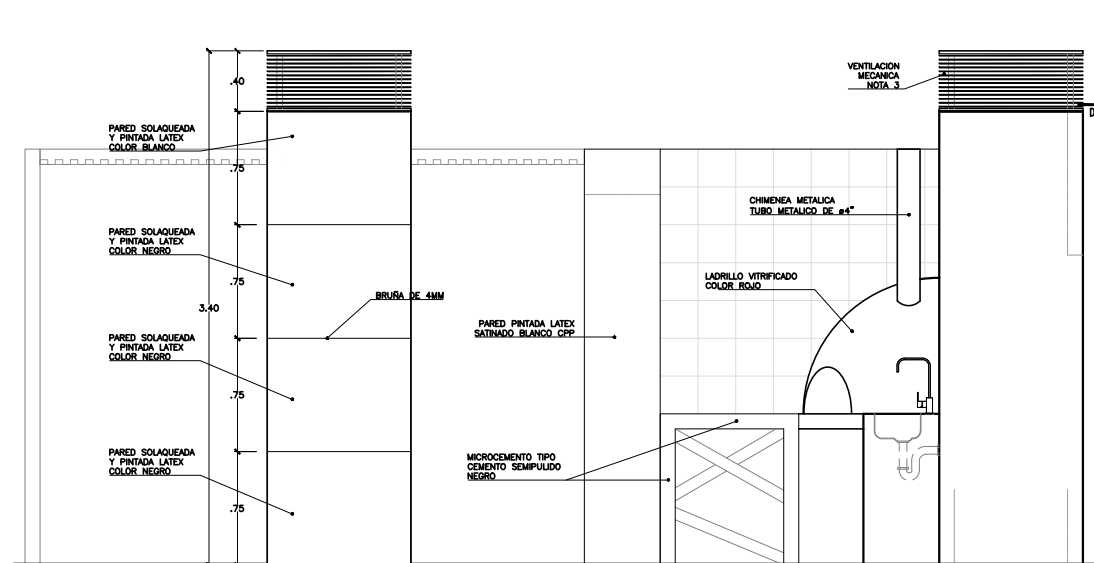 .40
VENTILACION
MECANICA
NOTA 3
PARED SOLAQUEADA
Y PINTADA LATEX
COLOR BLANCO
.75
CHIMENEA METALICA
TUBO METALICO DE ø4"
PARED SOLAQUEADA
Y PINTADA LATEX
COLOR NEGRO
.75
LADRILLO VITRIFICADO
COLOR ROJO
BRUÑA DE 4MM
3.40
PARED PINTADA LATEX
SATINADO BLANCO CPP
PARED SOLAQUEADA
Y PINTADA LATEX
COLOR NEGRO
.75
PARED SOLAQUEADA
Y PINTADA LATEX
COLOR NEGRO
MICROCEMENTO TIPO
CEMENTO SEMIPULIDO
NEGRO
.75